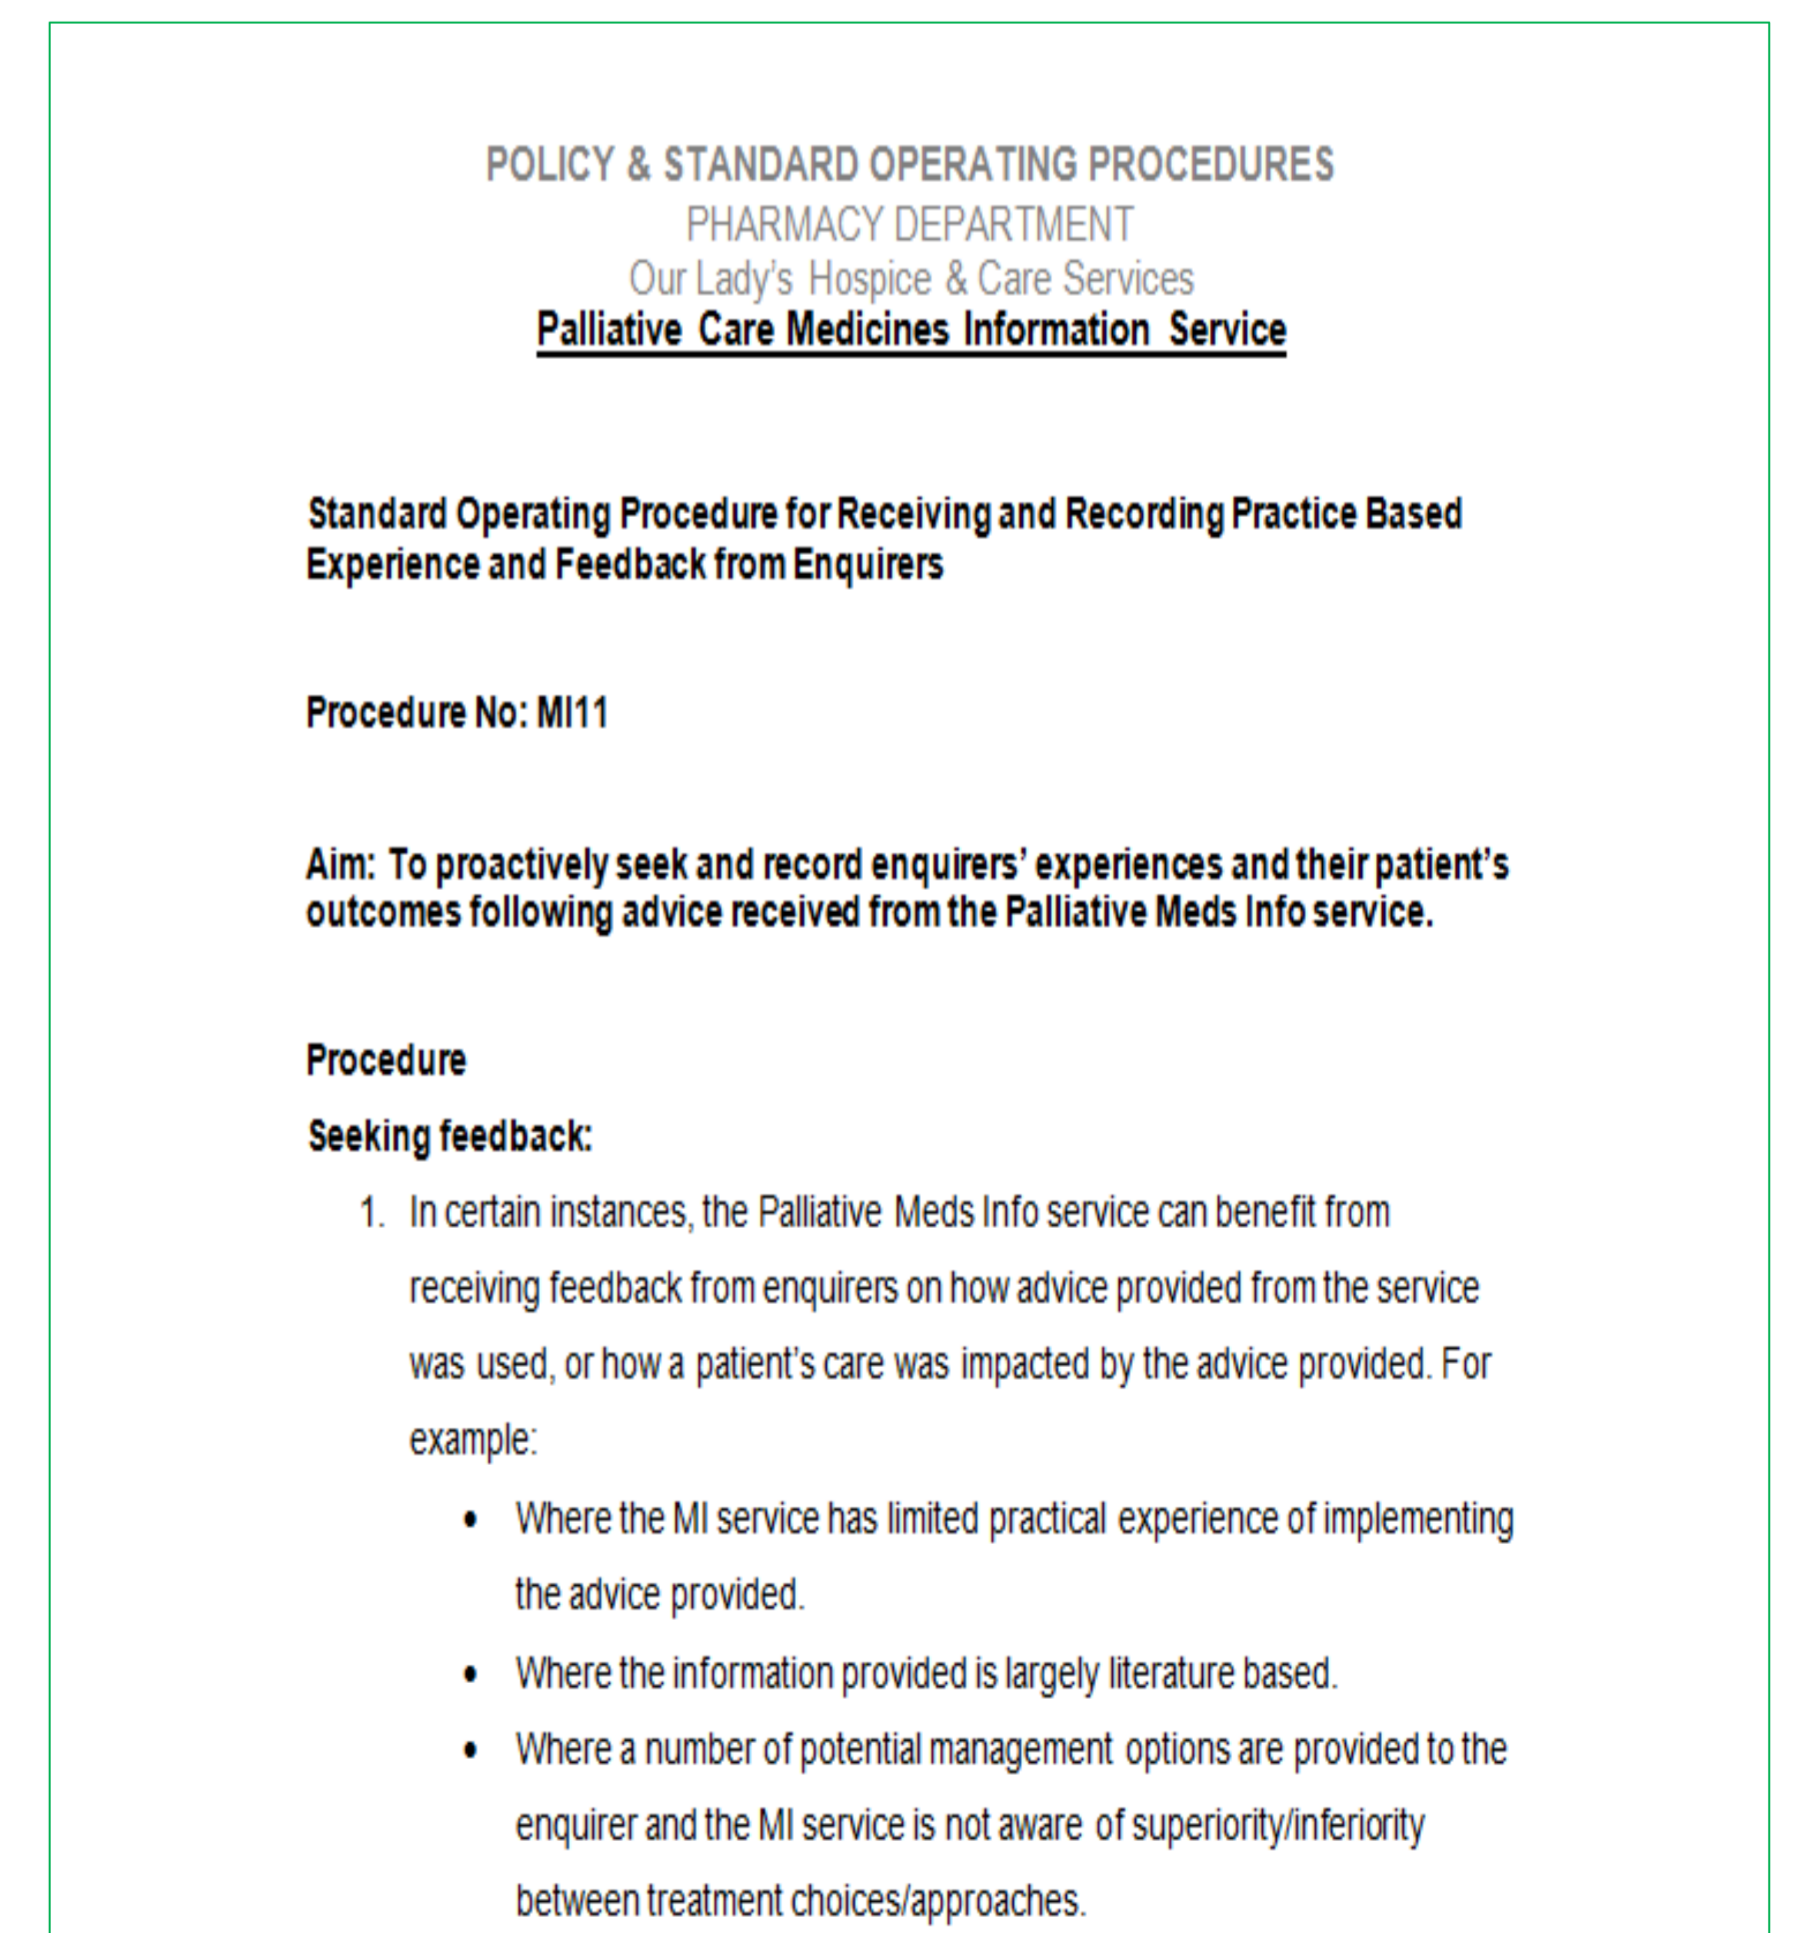 POLICY & STANDARD OPERATING PROCEDURES
PHARMACY DEPARTMENT
Our Lady’s Hospice & Care Services
Palliative Care Medicines Information Service
Standard Operating Procedure for Receiving and Recording Practice Based
Experience and Feedback from Enquirers
Procedure No: MI11
Aim: To proactively seek and record enquirers’ experiences and their patient’s
outcomes following advice received from the Palliative Meds Info service.
Procedure
Seeking feedback:
1. In certain instances, the Palliative Meds Info service can benefit from
receiving feedback from enquirers on how advice provided from the service
was used, or how a patient’s care was impacted by the advice provided. For
example:
• Where the MI service has limited practical experience of implementing
the advice provided.
• Where the information provided is largely literature based.
• Where a number of potential management options are provided to the
enquirer and the MI service is not aware of superiority/inferiority
between treatment choices/approaches.